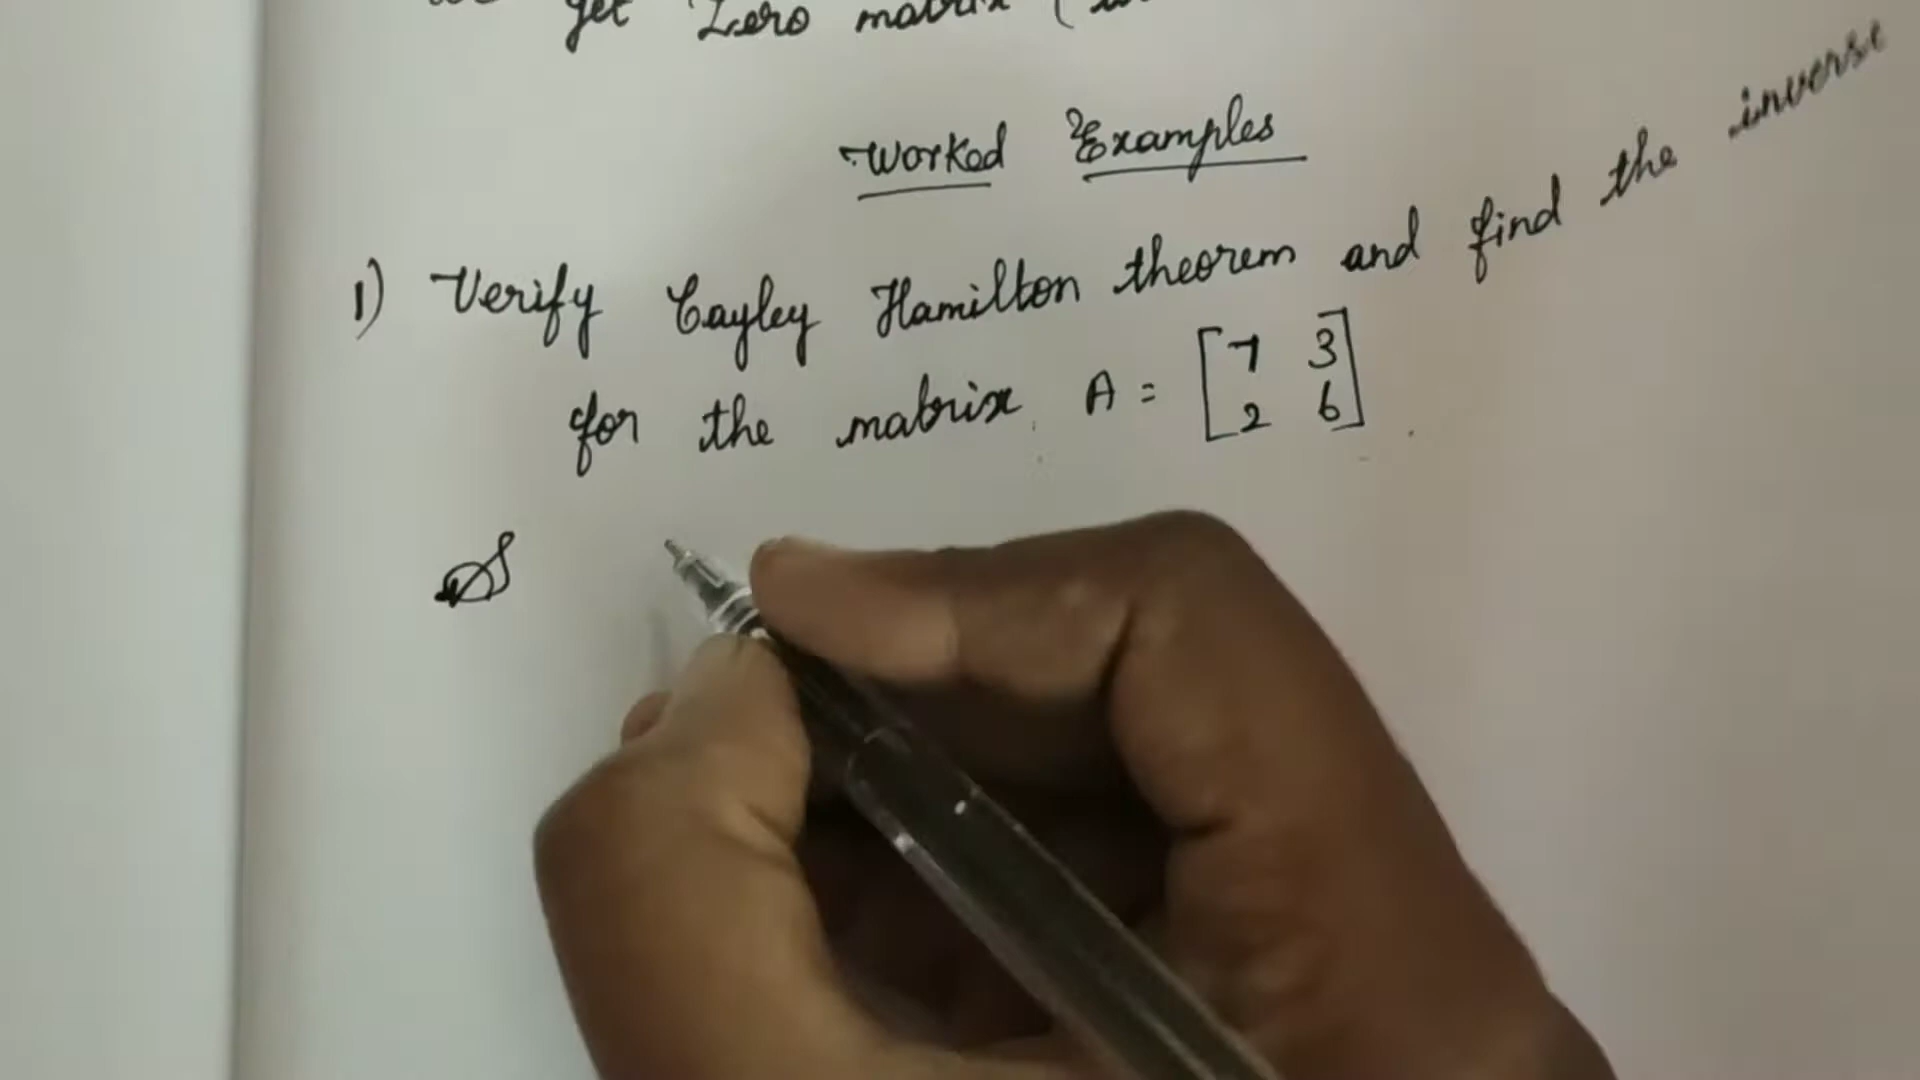 get Zero matrix (
Worked Examples
1) Verify Cayley Hamilton theorem and find the inverse
for the matrix A = [7 3
2 6]
S